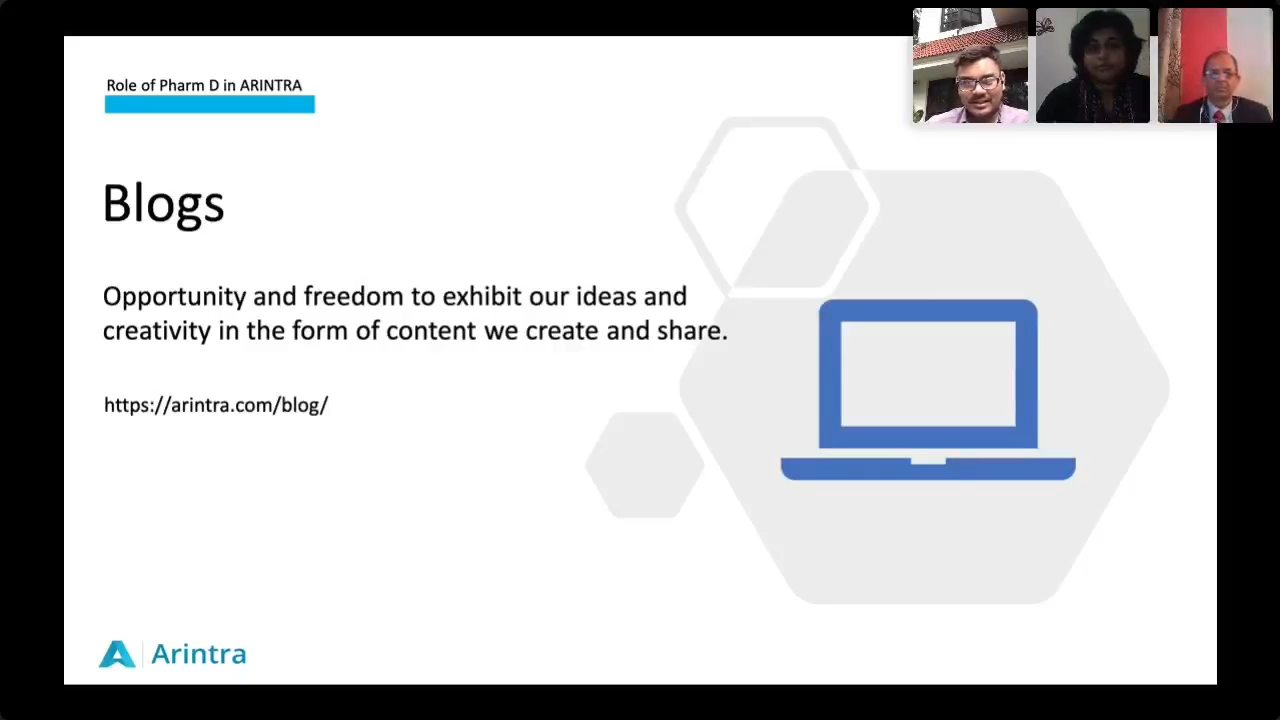 Role of Pharm D in ARINTRA
Blogs
Opportunity and freedom to exhibit our ideas and
creativity in the form of content we create and share.
https://arintra.com/blog/
Arintra